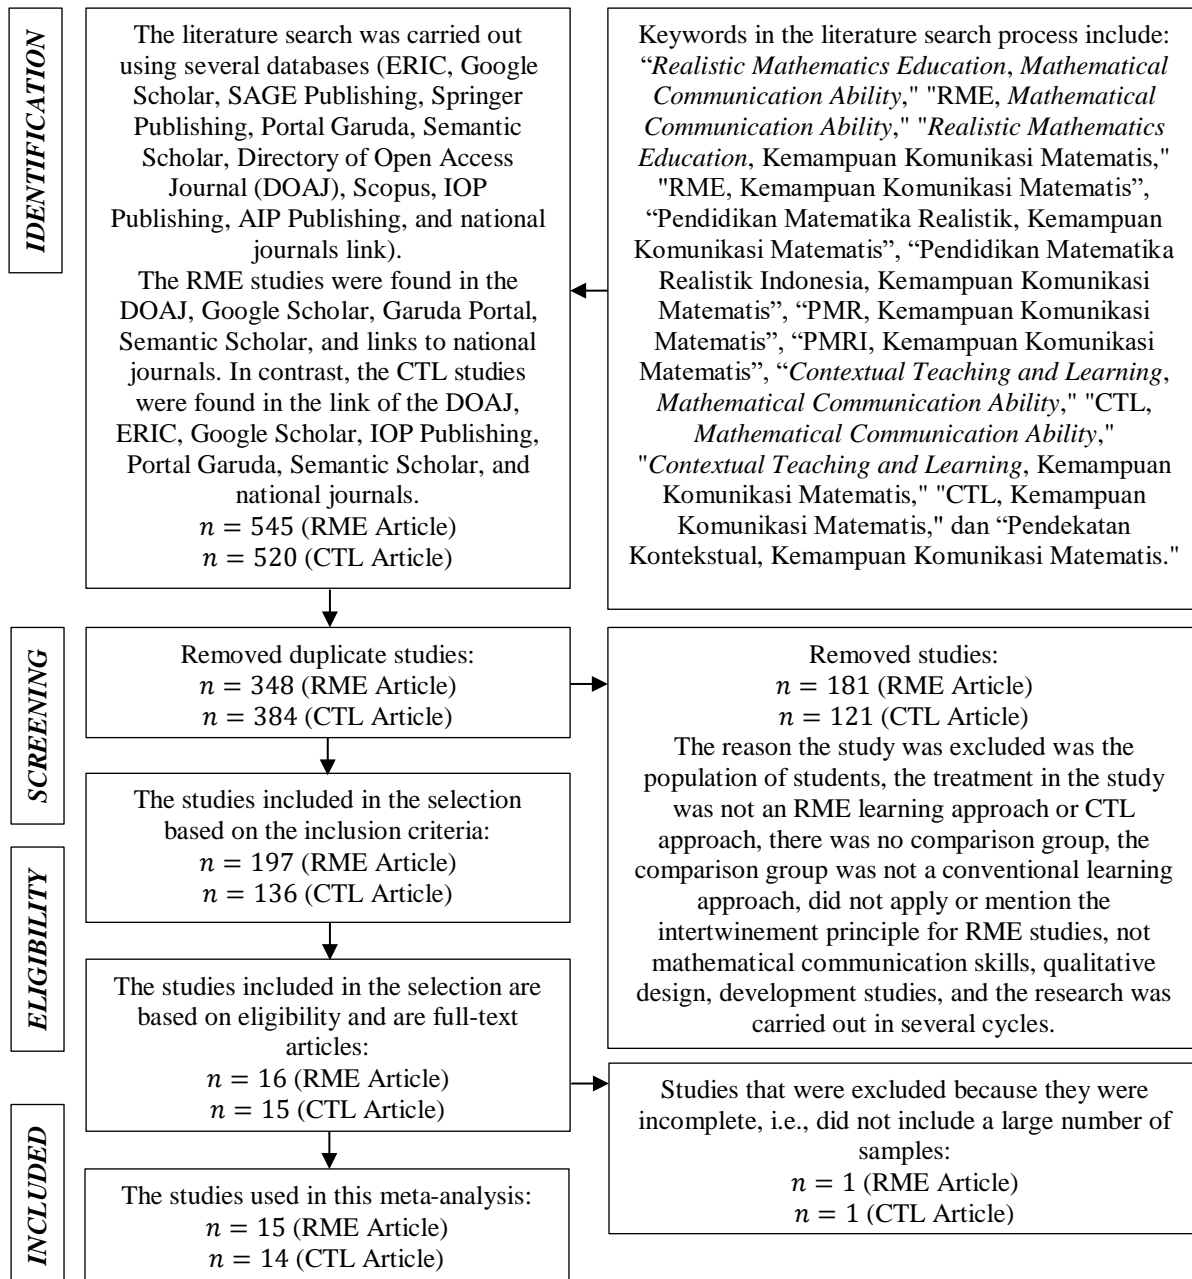 IDENTIFICATION
The literature search was carried out
using several databases (ERIC, Google
Scholar, SAGE Publishing, Springer
Publishing, Portal Garuda, Semantic
Scholar, Directory of Open Access
Journal (DOAJ), Scopus, IOP
Publishing, AIP Publishing, and national
journals link).
The RME studies were found in the
DOAJ, Google Scholar, Garuda Portal,
Semantic Scholar, and links to national
journals. In contrast, the CTL studies
were found in the link of the DOAJ,
ERIC, Google Scholar, IOP Publishing,
Portal Garuda, Semantic Scholar, and
national journals.
n = 545 (RME Article)
n = 520 (CTL Article)
Keywords in the literature search process include:
“Realistic Mathematics Education, Mathematical
Communication Ability," "RME, Mathematical
Communication Ability," "Realistic Mathematics
Education, Kemampuan Komunikasi Matematis,"
"RME, Kemampuan Komunikasi Matematis”,
“Pendidikan Matematika Realistik, Kemampuan
Komunikasi Matematis”, “Pendidikan Matematika
Realistik Indonesia, Kemampuan Komunikasi
Matematis”, “PMR, Kemampuan Komunikasi
Matematis”, “PMRI, Kemampuan Komunikasi
Matematis”, “Contextual Teaching and Learning,
Mathematical Communication Ability," "CTL,
Mathematical Communication Ability,"
"Contextual Teaching and Learning, Kemampuan
Komunikasi Matematis," "CTL, Kemampuan
Komunikasi Matematis," dan “Pendekatan
Kontekstual, Kemampuan Komunikasi Matematis."
SCREENING
Removed duplicate studies:
n = 348 (RME Article)
n = 384 (CTL Article)
Removed studies:
n = 181 (RME Article)
n = 121 (CTL Article)
The reason the study was excluded was the
population of students, the treatment in the study
was not an RME learning approach or CTL
approach, there was no comparison group, the
comparison group was not a conventional learning
approach, did not apply or mention the
intertwinement principle for RME studies, not
mathematical communication skills, qualitative
design, development studies, and the research was
carried out in several cycles.
The studies included in the selection
based on the inclusion criteria:
n = 197 (RME Article)
n = 136 (CTL Article)
ELIGIBILITY
The studies included in the selection are
based on eligibility and are full-text
articles:
n = 16 (RME Article)
n = 15 (CTL Article)
Studies that were excluded because they were
incomplete, i.e., did not include a large number of
samples:
n = 1 (RME Article)
n = 1 (CTL Article)
INCLUDED
The studies used in this meta-analysis:
n = 15 (RME Article)
n = 14 (CTL Article)